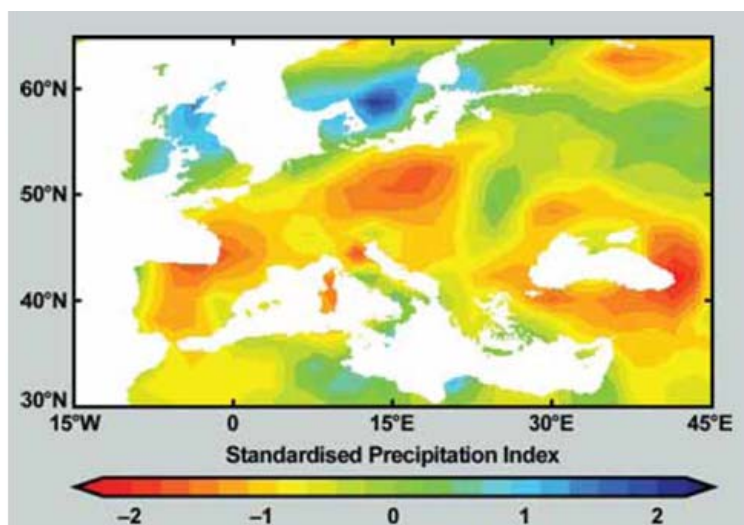 60°N
50°N
40°N
30°N
15°W 0 15°E 30°E 45°E
Standardised Precipitation Index
–2 –1 0 1 2